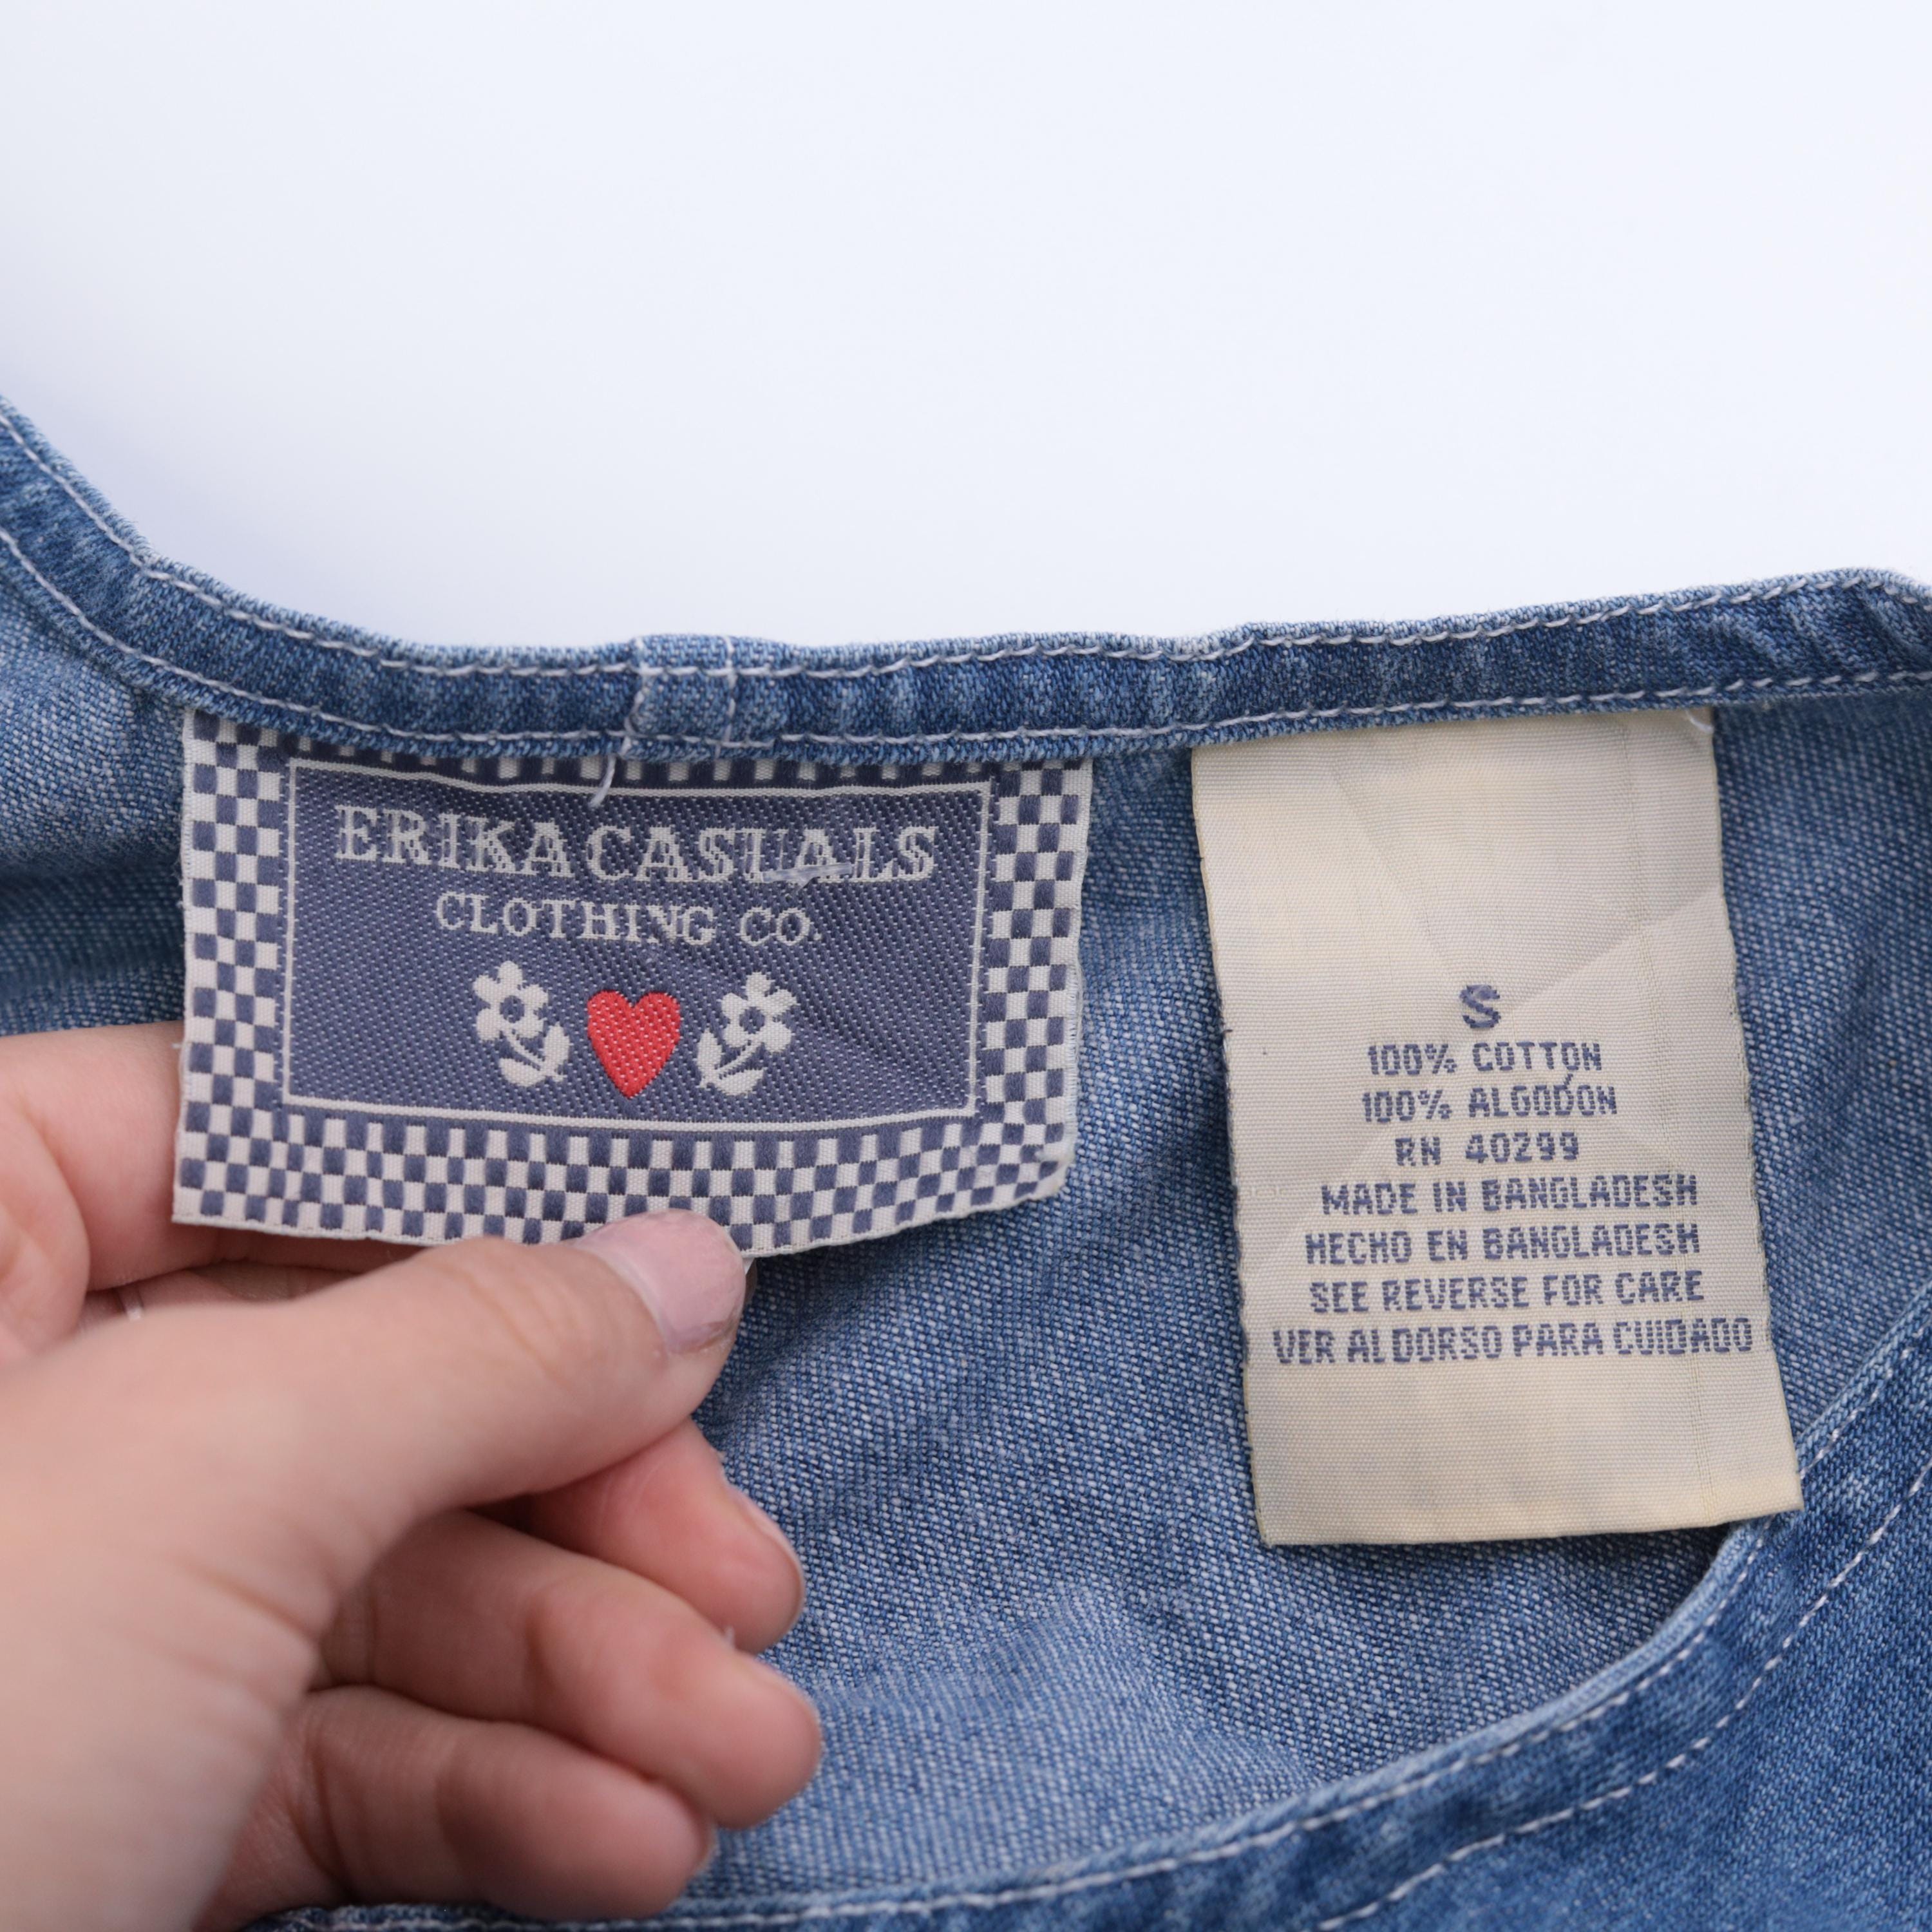 ERIKA CASUALS
CLOTHING CO.
S
100% COTTON
100% ALGODÓN
RN 40299
MADE IN BANGLADESH
HECHO EN BANGLADESH
SEE REVERSE FOR CARE
VER AL DORSO PARA CUIDADO